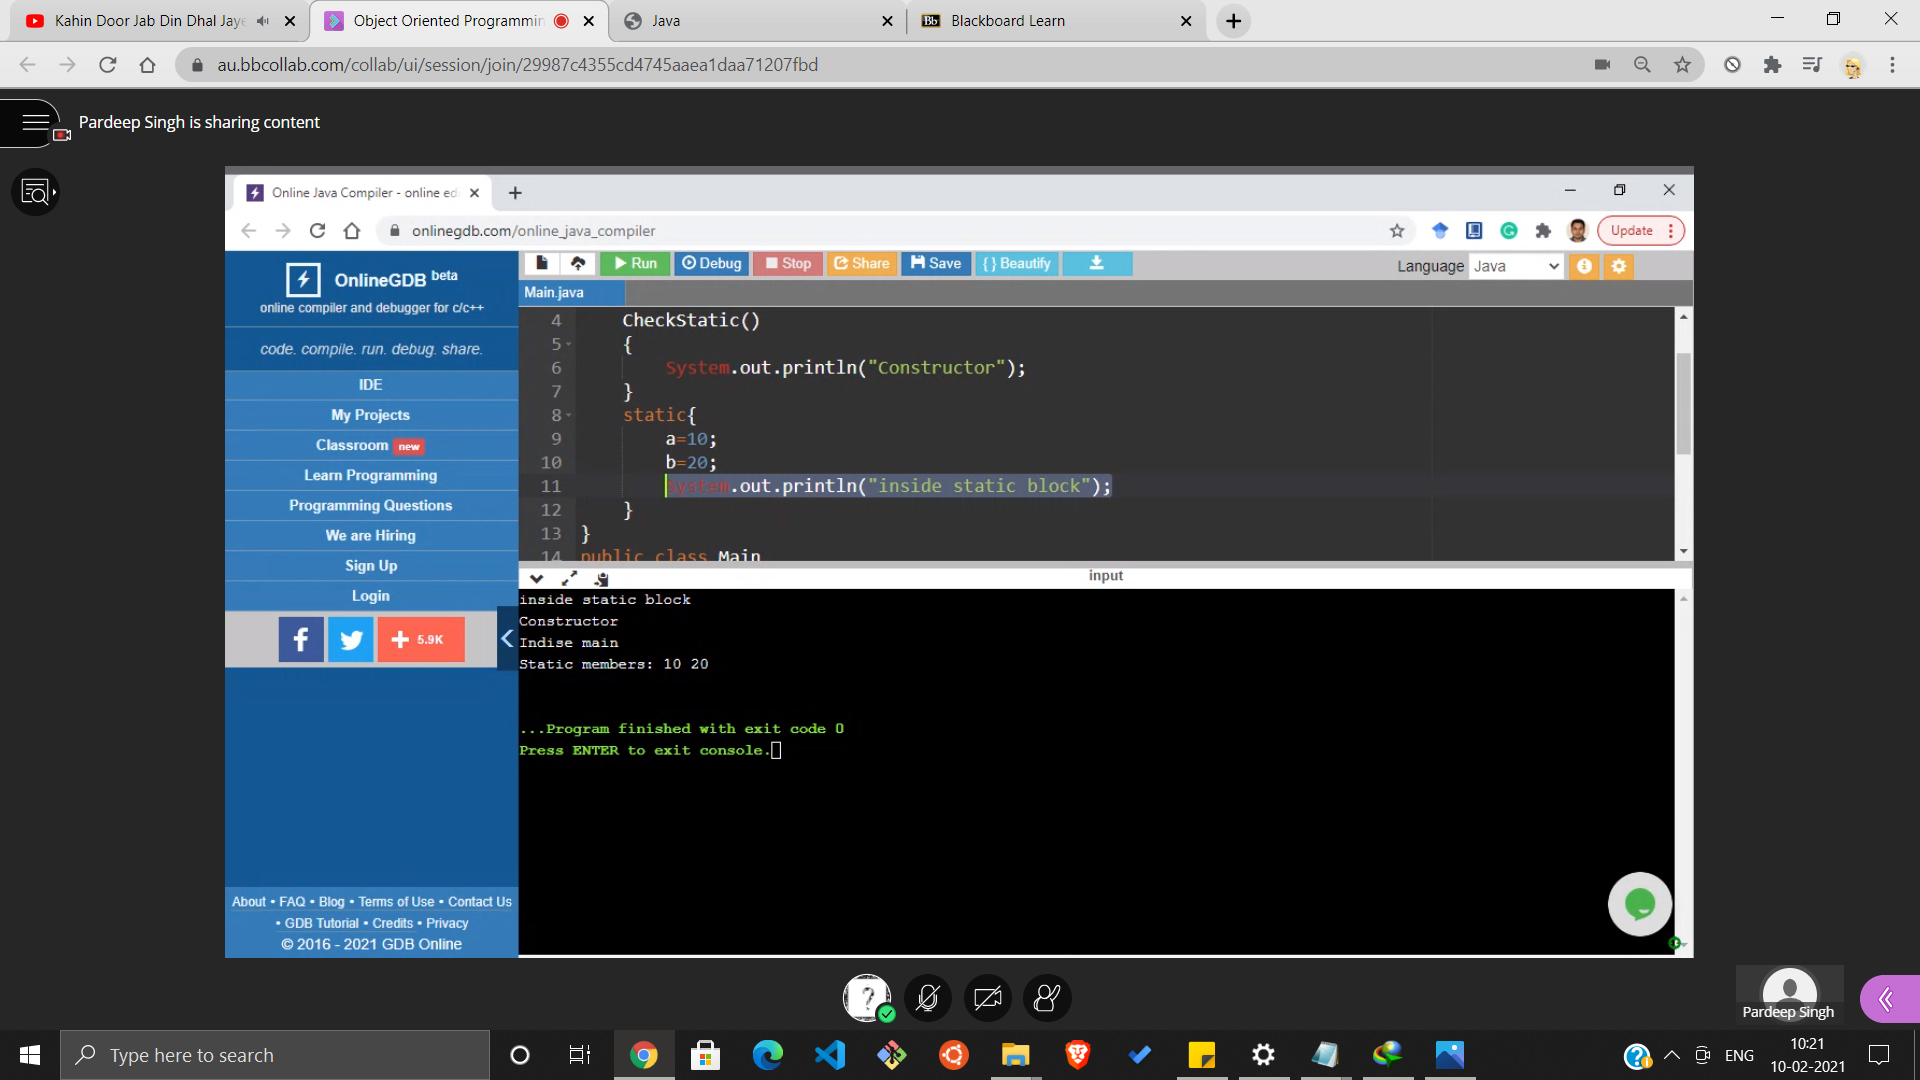 Kahin Door Jab Din Dhal Jaye
Object Oriented Programmin
Java
Bb
Blackboard Learn
au.bbcollab.com/collab/ui/session/join/29987c4355cd4745aaea1daa71207fbd
Pardeep Singh is sharing content
Online Java Compiler - online ed
onlinegdb.com/online_java_compiler
Update
OnlineGDB beta
online compiler and debugger for c/c++
code. compile. run. debug. share.
IDE
My Projects
Classroom new
Learn Programming
Programming Questions
We are Hiring
Sign Up
Login
5.9K
About • FAQ • Blog • Terms of Use • Contact Us
• GDB Tutorial • Credits • Privacy
© 2016 - 2021 GDB Online
Run
Debug
Stop
Share
Save
{ } Beautify
Language Java
Main.java
4 CheckStatic()
5 {
6 System.out.println("Constructor");
7 }
8 static{
9 a=10;
10 b=20;
11 System.out.println("inside static block");
12 }
13 }
14 public class Main
input
inside static block
Constructor
Indise main
Static members: 10 20
...Program finished with exit code 0
Press ENTER to exit console.
Pardeep Singh
Type here to search
ENG
10:21
10-02-2021